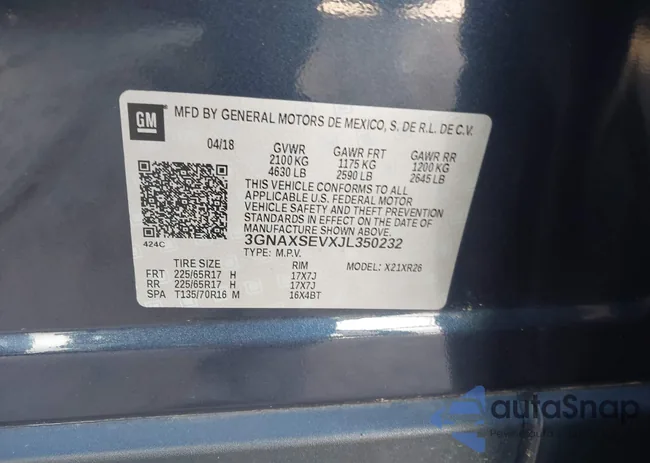 GM
MFD BY GENERAL MOTORS DE MEXICO, S. DE R.L. DE C.V.
04/18 GVWR GAWR FRT GAWR RR
2100 KG 1175 KG 1200 KG
4630 LB 2590 LB 2645 LB
THIS VEHICLE CONFORMS TO ALL
APPLICABLE U.S. FEDERAL MOTOR
VEHICLE SAFETY AND THEFT PREVENTION
STANDARDS IN EFFECT ON THE DATE OF
MANUFACTURE SHOWN ABOVE.
424C 3GNAXSEVXJL350232
TYPE: M.P.V. MODEL: X21XR26
TIRE SIZE RIM
FRT 225/65R17 H 17X7J
RR 225/65R17 H 17X7J
SPA T135/70R16 M 16X4BT
autaSnap